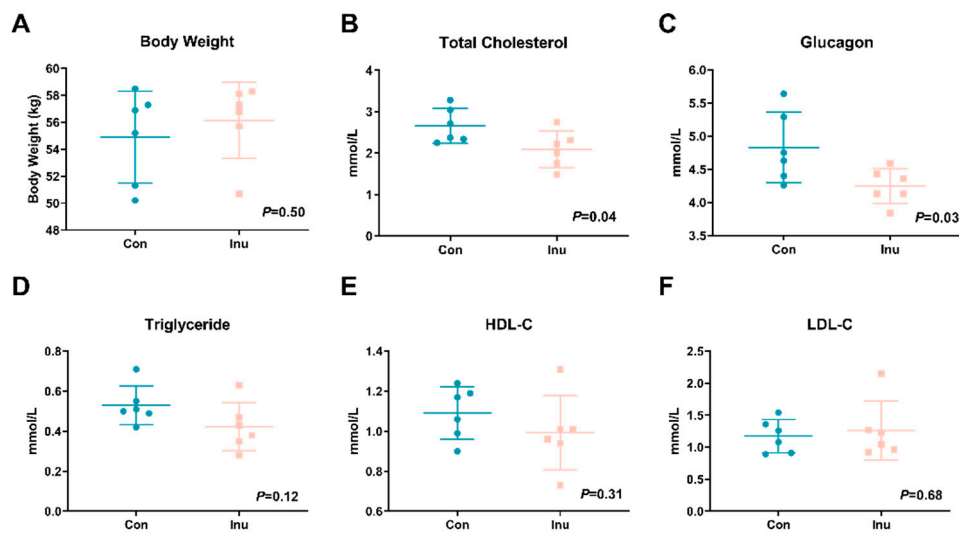 A
Body Weight
Body Weight (kg)
60
58
56
54
52
50
48
P=0.50
Con
Inu
B
Total Cholesterol
mmol/L
4
3
2
1
0
P=0.04
Con
Inu
C
Glucagon
mmol/L
6.0
5.5
5.0
4.5
4.0
3.5
P=0.03
Con
Inu
D
Triglyceride
mmol/L
0.8
0.6
0.4
0.2
0.0
P=0.12
Con
Inu
E
HDL-C
mmol/L
1.4
1.2
1.0
0.8
0.6
P=0.31
Con
Inu
F
LDL-C
mmol/L
2.5
2.0
1.5
1.0
0.5
0.0
P=0.68
Con
Inu